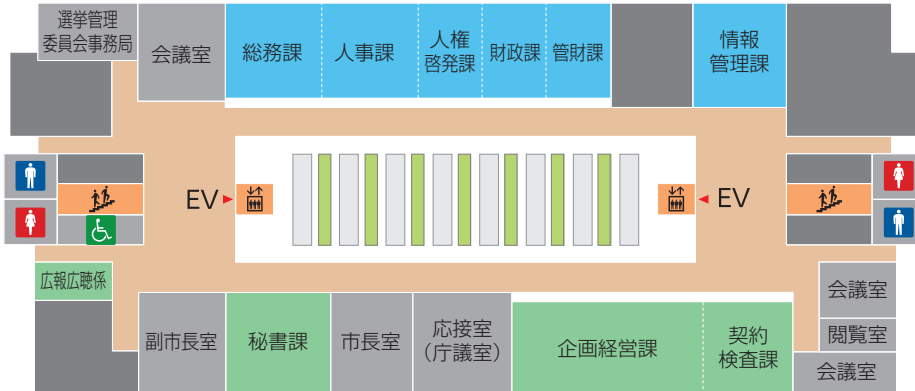 選挙管理
委員会事務局
会議室
総務課
人事課
人権
啓発課
財政課
管財課
情報
管理課
EV
EV
広報広聴係
副市長室
秘書課
市長室
応接室
（庁議室）
企画経営課
契約
検査課
会議室
閲覧室
会議室